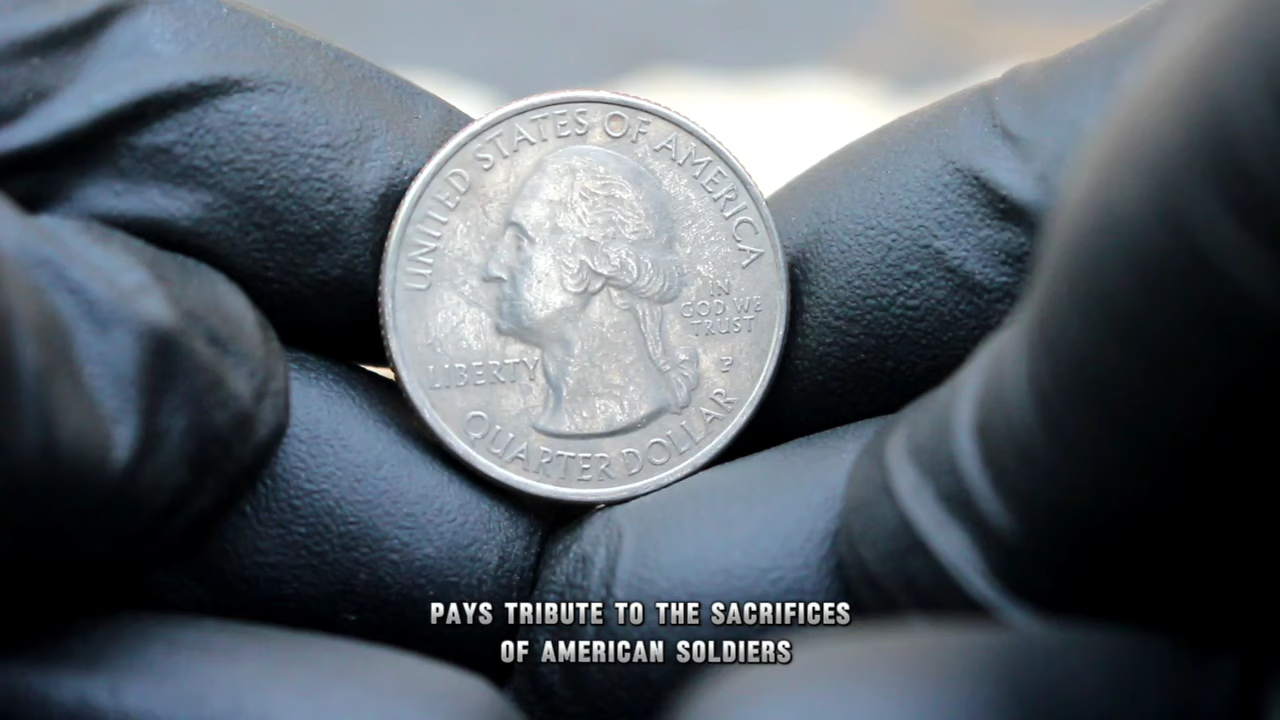 UNITED STATES OF AMERICA
IN
GOD WE
TRUST
LIBERTY
P
QUARTER DOLLAR
PAYS TRIBUTE TO THE SACRIFICES
OF AMERICAN SOLDIERS